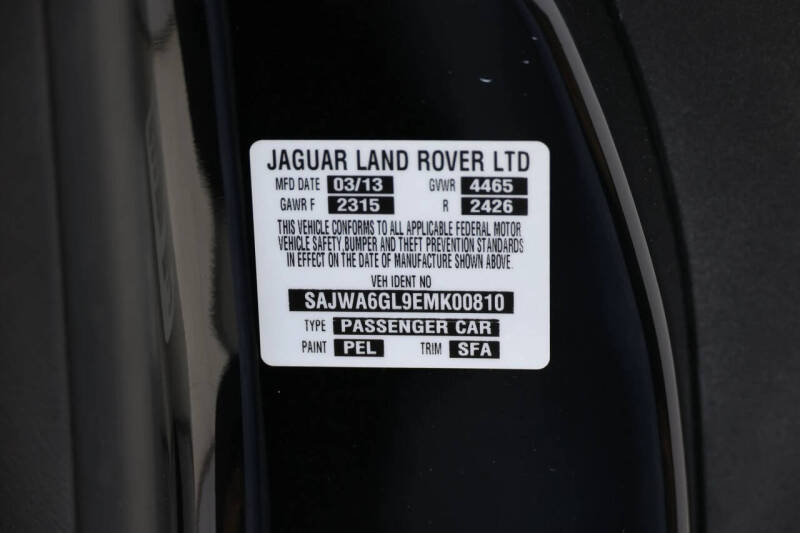 JAGUAR LAND ROVER LTD
MFD DATE 03/13 GVWR 4465
GAWR F 2315 R 2426
THIS VEHICLE CONFORMS TO ALL APPLICABLE FEDERAL MOTOR
VEHICLE SAFETY, BUMPER AND THEFT PREVENTION STANDARDS
IN EFFECT ON THE DATE OF MANUFACTURE SHOWN ABOVE.
VEH IDENT NO
SAJWA6GL9EMK00810
TYPE PASSENGER CAR
PAINT PEL TRIM SFA